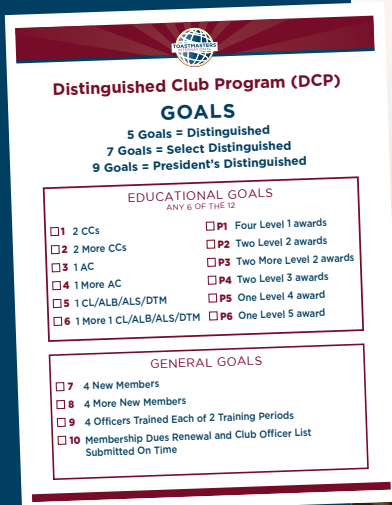 TOASTMASTERS
INTERNATIONAL
Distinguished Club Program (DCP)
GOALS
5 Goals = Distinguished
7 Goals = Select Distinguished
9 Goals = President's Distinguished
EDUCATIONAL GOALS
ANY 6 OF THE 12
1 2 CCs
2 2 More CCs
3 1 AC
4 1 More AC
5 1 CL/ALB/ALS/DTM
6 1 More 1 CL/ALB/ALS/DTM
P1 Four Level 1 awards
P2 Two Level 2 awards
P3 Two More Level 2 awards
P4 Two Level 3 awards
P5 One Level 4 award
P6 One Level 5 award
GENERAL GOALS
7 4 New Members
8 4 More New Members
9 4 Officers Trained Each of 2 Training Periods
10 Membership Dues Renewal and Club Officer List
Submitted On Time